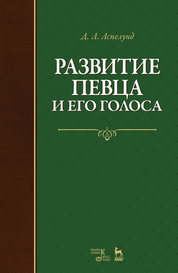 Д. Л. Аспелунд
РАЗВИТИЕ
ПЕВЦА
И ЕГО ГОЛОСА